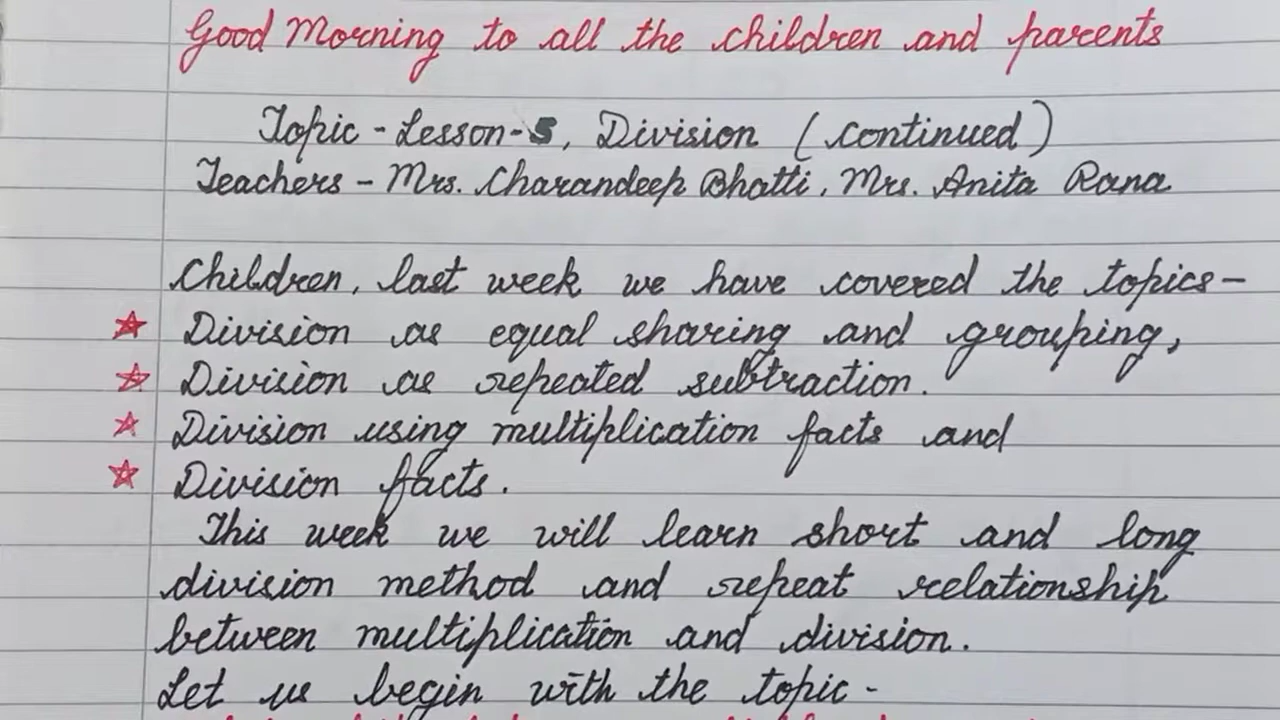 Good Morning to all the children and parents
Topic - Lesson-5, Division (continued)
Teachers - Mrs. Charandeep Bhatti, Mrs. Anita Rana
Children, last week we have covered the topics -
Division as equal sharing and grouping,
Division as repeated subtraction.
Division using multiplication facts and
Division facts.
This week we will learn short and long
division method and repeat relationship
between multiplication and division.
Let us begin with the topic -